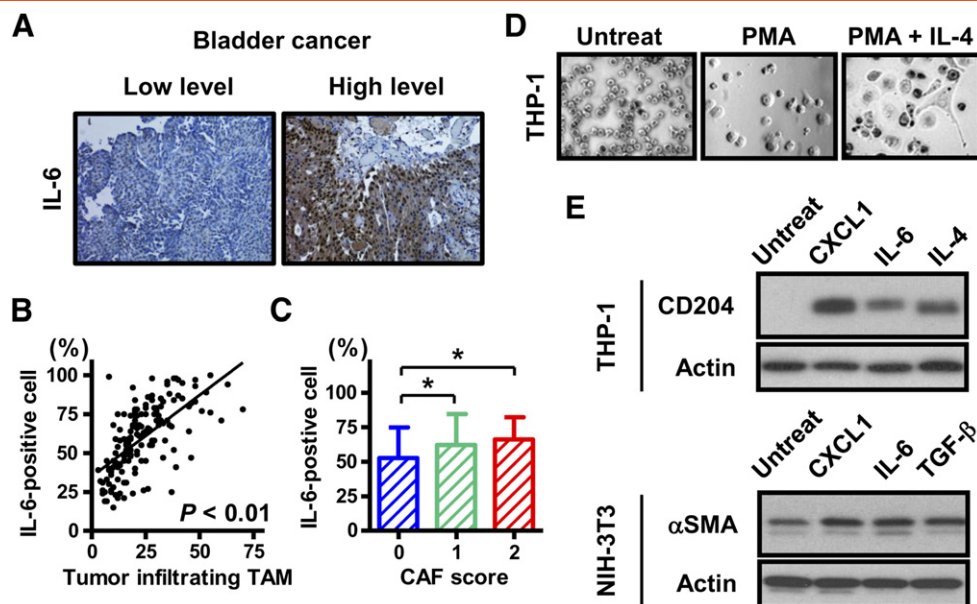 A
Bladder cancer
Low level
High level
IL-6
B
(%)
IL-6-positive cell
100
75
50
25
0
0
25
50
75
P < 0.01
Tumor infiltrating TAM
C
(%)
IL-6-postive cell
100
75
50
25
0
0
1
2
*
*
CAF score
D
Untreat
PMA
PMA + IL-4
THP-1
E
Untreat
CXCL1
IL-6
IL-4
THP-1
CD204
Actin
Untreat
CXCL1
IL-6
TGF-β
NIH-3T3
αSMA
Actin